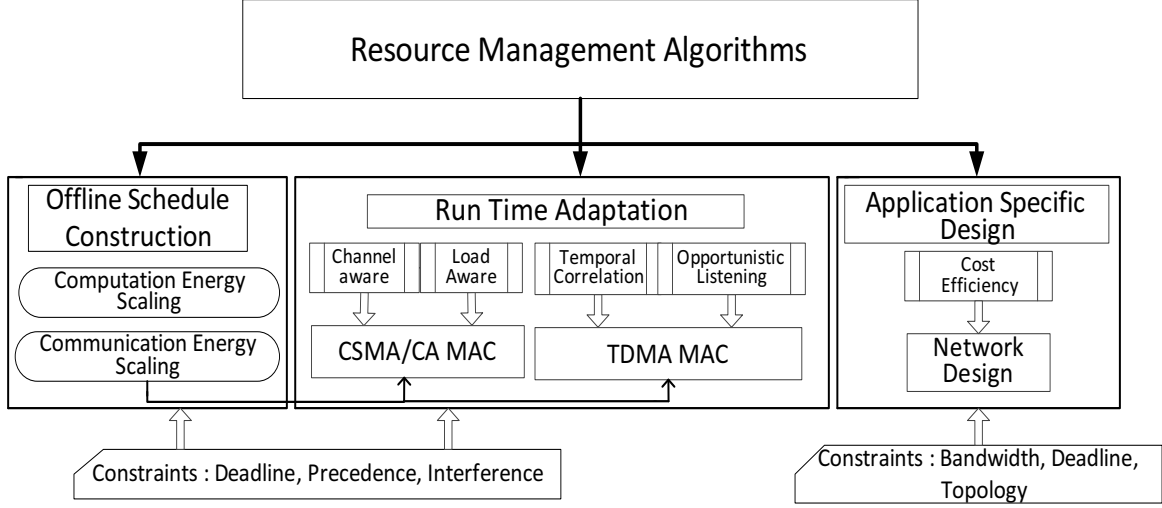 Resource Management Algorithms
Offline Schedule
Construction
Computation Energy
Scaling
Communication Energy
Scaling
Run Time Adaptation
Channel
aware
Load
Aware
Temporal
Correlation
Opportunistic
Listening
CSMA/CA MAC
TDMA MAC
Application Specific
Design
Cost
Efficiency
Network
Design
Constraints : Deadline, Precedence, Interference
Constraints : Bandwidth, Deadline,
Topology